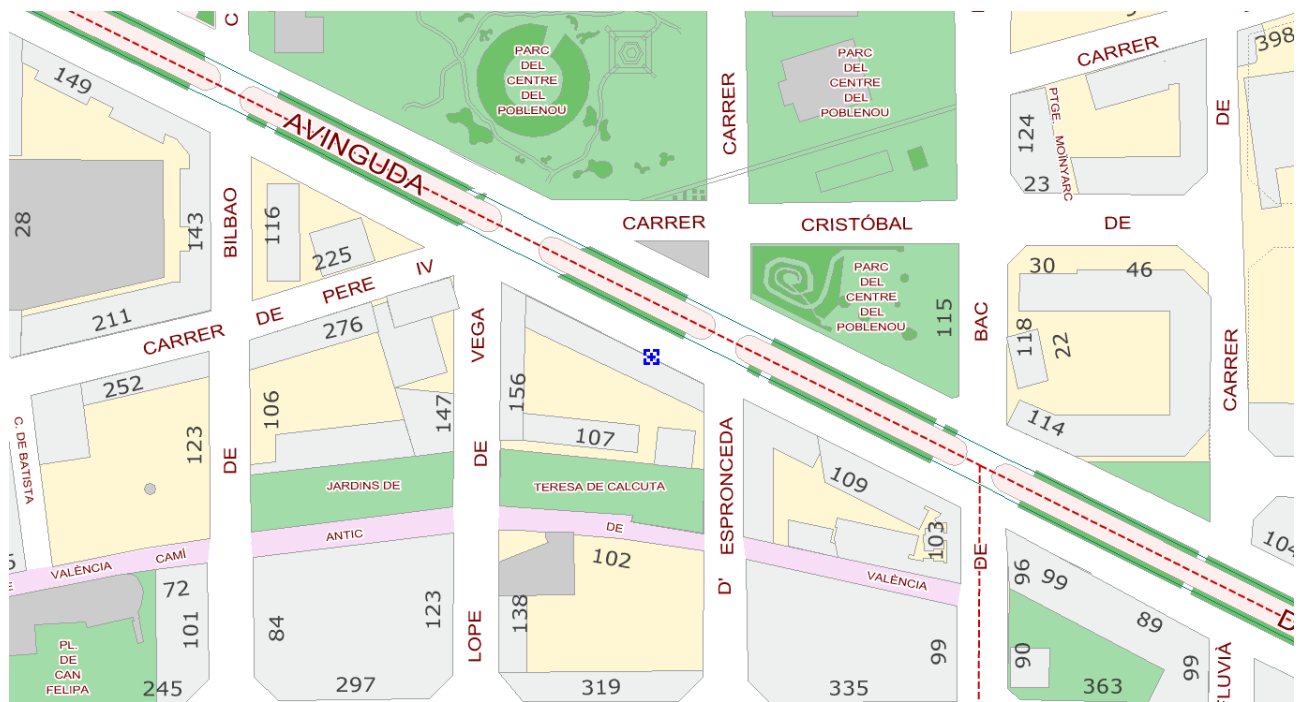 C
149
28
143
211
BILBAO
DE
CARRER
DE
PERE
IV
AVINGUDA
116
225
PARC
DEL
CENTRE
DEL
POBLENOU
CARRER
PARC
DEL
CENTRE
DEL
POBLENOU
CARRER
CRISTÓBAL
DE
CARRER
DE
398
124
PTGE. MOINYARC
23
PARC
DEL
CENTRE
DEL
POBLENOU
115
BAC
DE
30
46
118
22
114
CARRER
276
252
106
147
123
VEGA
DE
LOPE
156
107
C. DE BATISTA
JARDINS DE
TERESA DE CALCUTA
ANTIC
DE
VALÈNCIA
CAMÍ
VALÈNCIA
ESPRONCEDA
D'
109
103
102
104
72
101
84
123
138
99
96
99
89
90
99
PL.
DE
CAN
FELIPA
245
297
319
335
363
FLUVIÀ
D